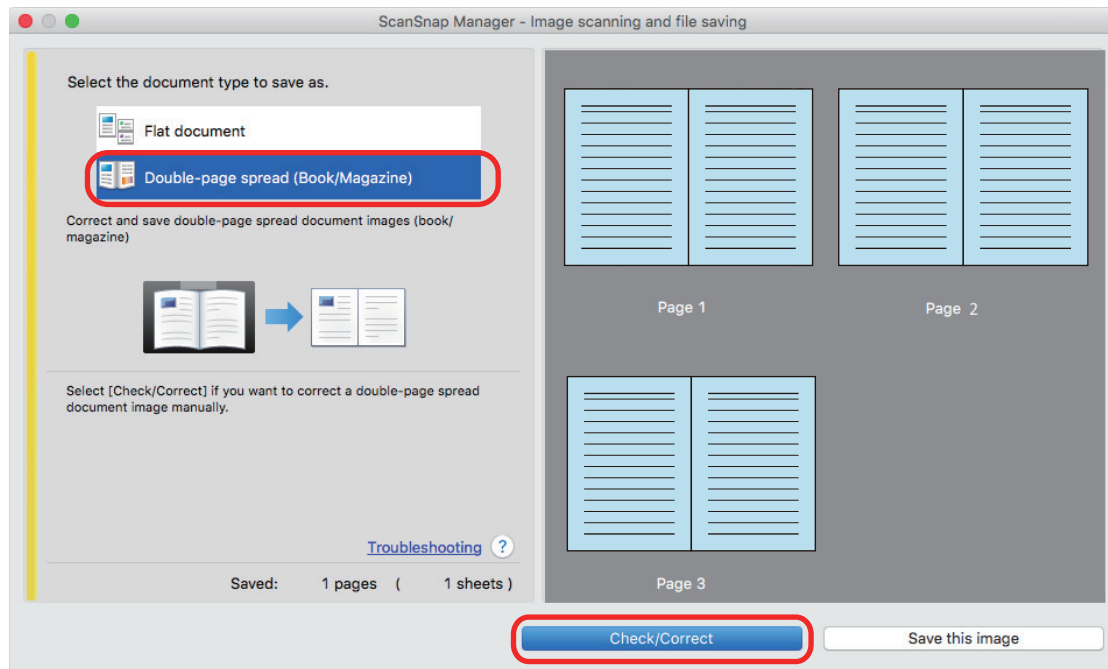 ScanSnap Manager - Image scanning and file saving
Select the document type to save as.
Flat document
Double-page spread (Book/Magazine)
Correct and save double-page spread document images (book/
magazine)
Select [Check/Correct] if you want to correct a double-page spread
document image manually.
Troubleshooting ?
Saved: 1 pages ( 1 sheets )
Page 1
Page 2
Page 3
Check/Correct
Save this image